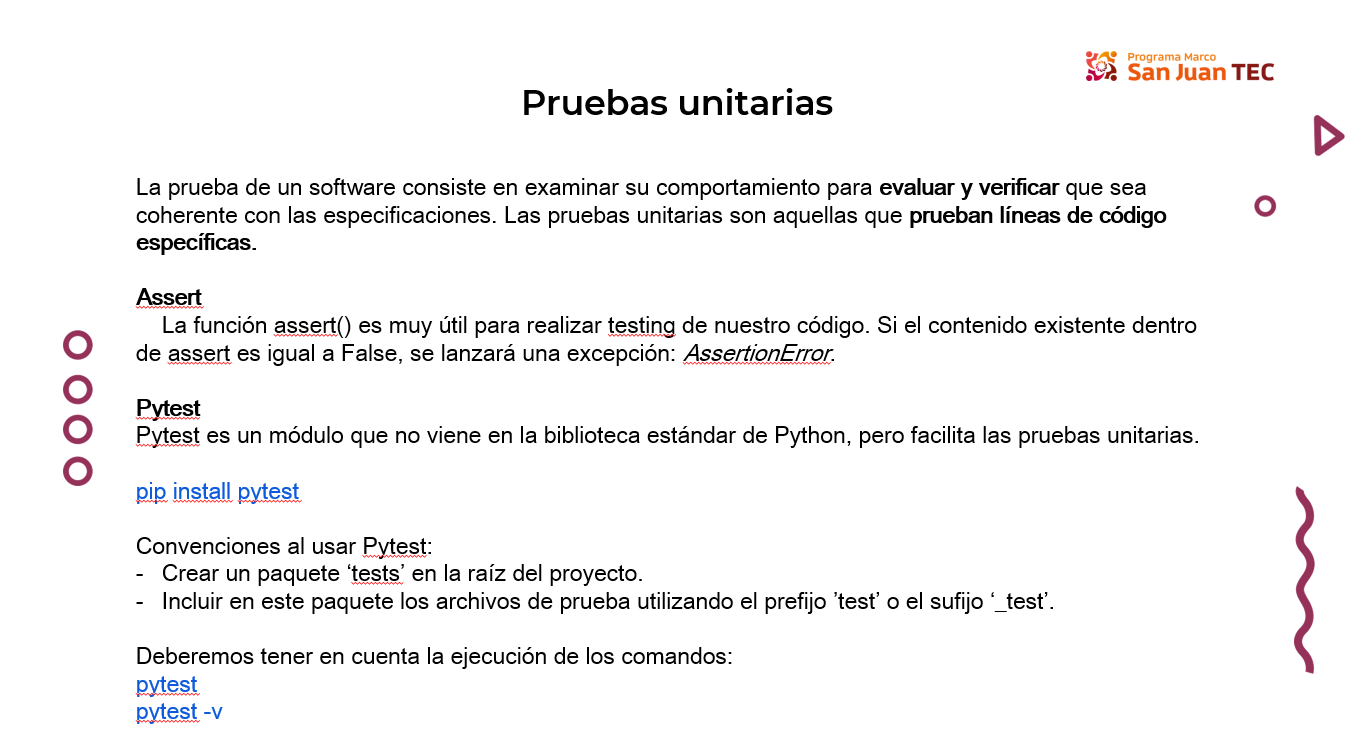 Programa Marco
San Juan TEC
Pruebas unitarias
La prueba de un software consiste en examinar su comportamiento para evaluar y verificar que sea
coherente con las especificaciones. Las pruebas unitarias son aquellas que prueban líneas de código
específicas.
Assert
La función assert() es muy útil para realizar testing de nuestro código. Si el contenido existente dentro
de assert es igual a False, se lanzará una excepción: AssertionError.
Pytest
Pytest es un módulo que no viene en la biblioteca estándar de Python, pero facilita las pruebas unitarias.
pip install pytest
Convenciones al usar Pytest:
- Crear un paquete ‘tests’ en la raíz del proyecto.
- Incluir en este paquete los archivos de prueba utilizando el prefijo ’test’ o el sufijo ‘_test’.
Deberemos tener en cuenta la ejecución de los comandos:
pytest
pytest -v